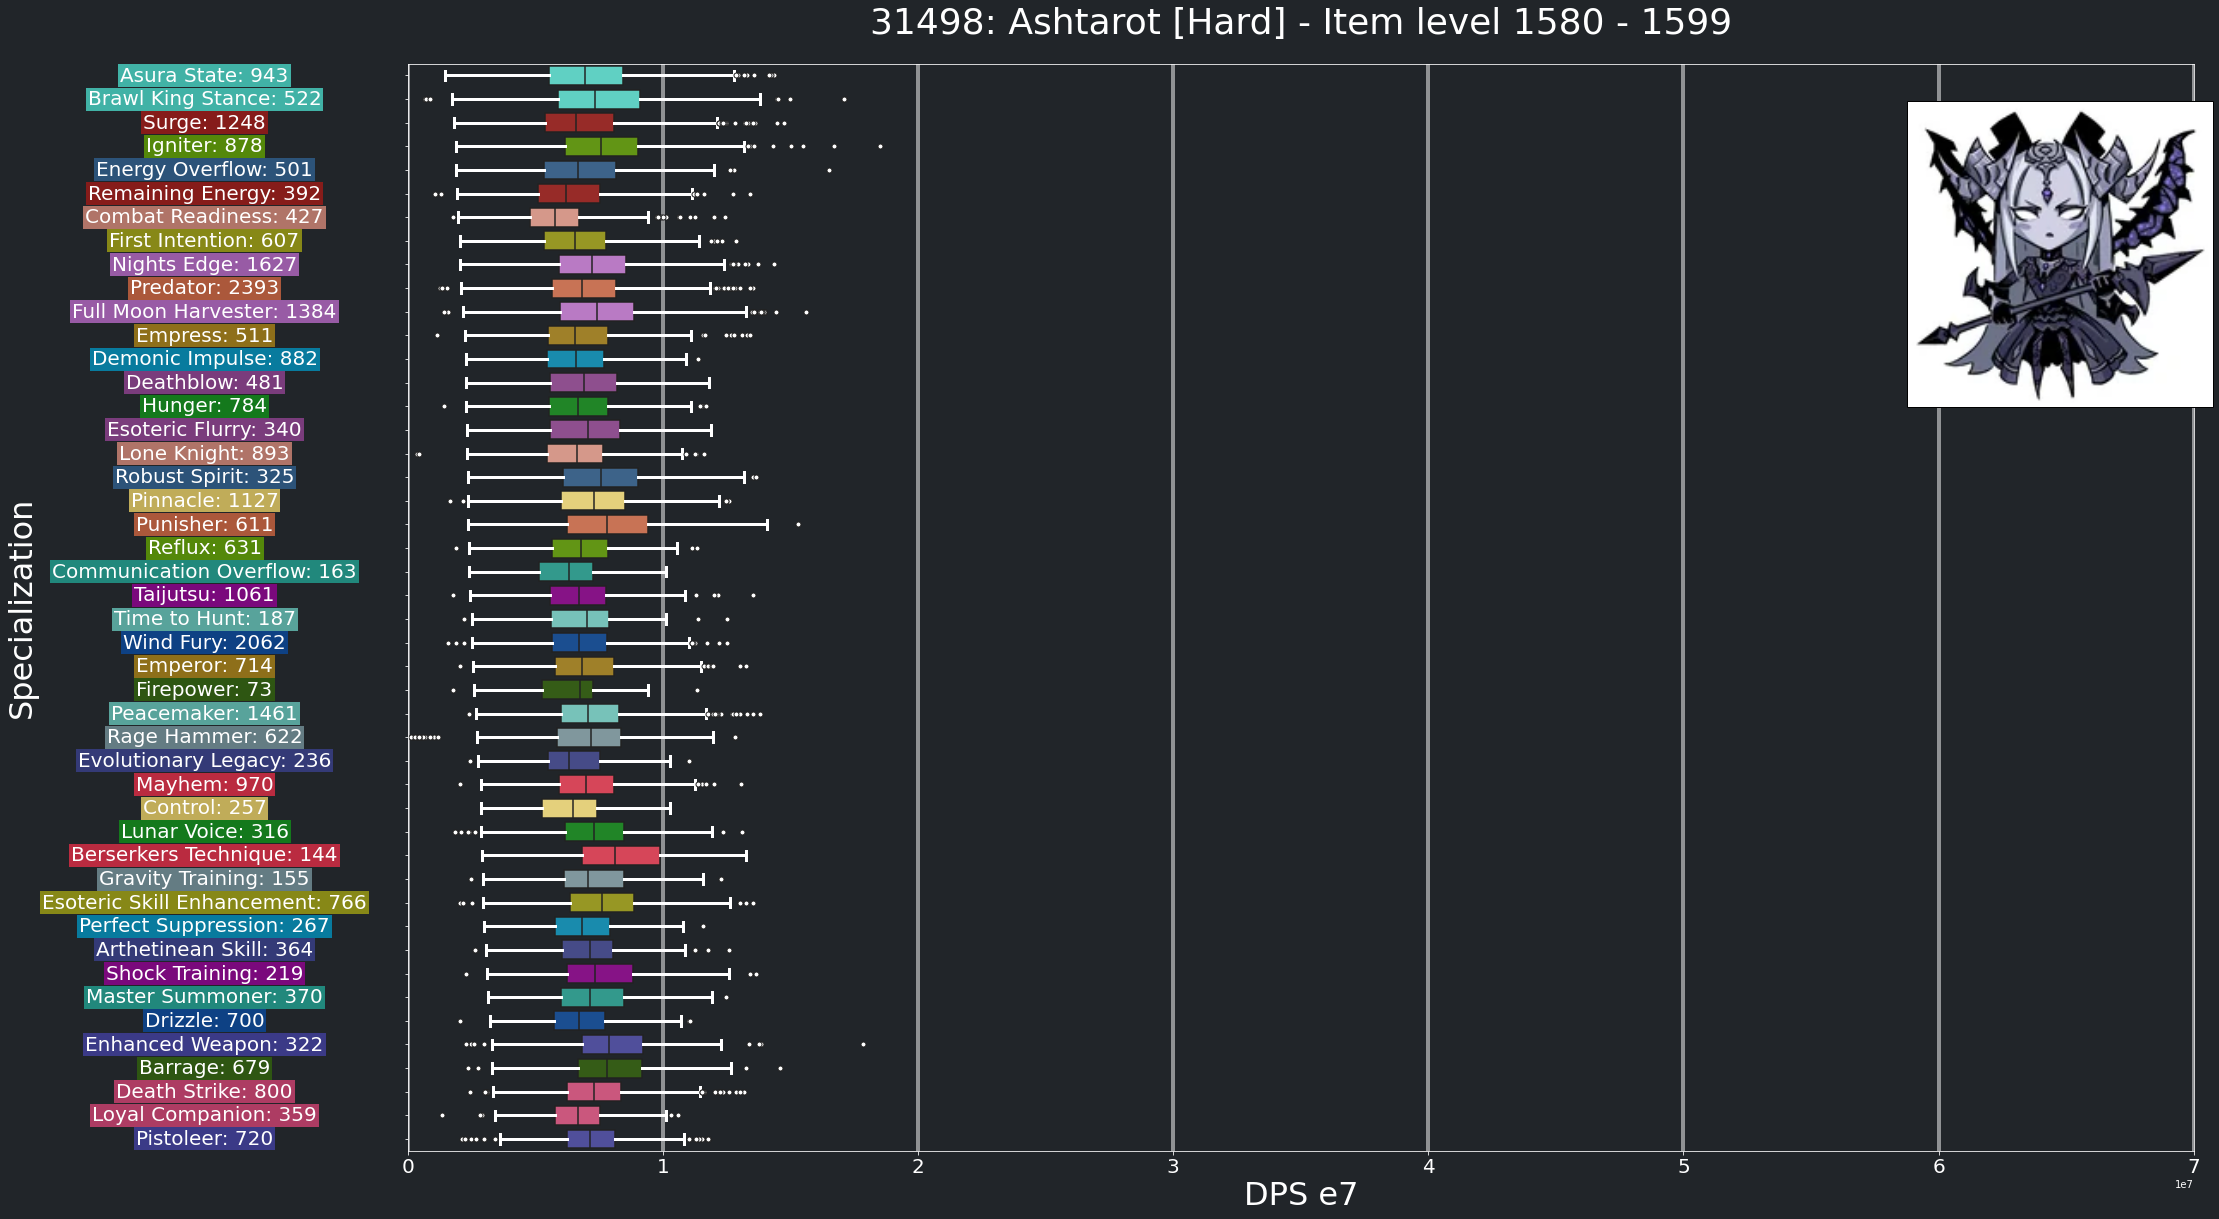 31498: Ashtarot [Hard] - Item level 1580 - 1599
Specialization
Asura State: 943
Brawl King Stance: 522
Surge: 1248
Igniter: 878
Energy Overflow: 501
Remaining Energy: 392
Combat Readiness: 427
First Intention: 607
Nights Edge: 1627
Predator: 2393
Full Moon Harvester: 1384
Empress: 511
Demonic Impulse: 882
Deathblow: 481
Hunger: 784
Esoteric Flurry: 340
Lone Knight: 893
Robust Spirit: 325
Pinnacle: 1127
Punisher: 611
Reflux: 631
Communication Overflow: 163
Taijutsu: 1061
Time to Hunt: 187
Wind Fury: 2062
Emperor: 714
Firepower: 73
Peacemaker: 1461
Rage Hammer: 622
Evolutionary Legacy: 236
Mayhem: 970
Control: 257
Lunar Voice: 316
Berserkers Technique: 144
Gravity Training: 155
Esoteric Skill Enhancement: 766
Perfect Suppression: 267
Arthetinean Skill: 364
Shock Training: 219
Master Summoner: 370
Drizzle: 700
Enhanced Weapon: 322
Barrage: 679
Death Strike: 800
Loyal Companion: 359
Pistoleer: 720
0 1 2 3 4 5 6 7
1e7
DPS e7